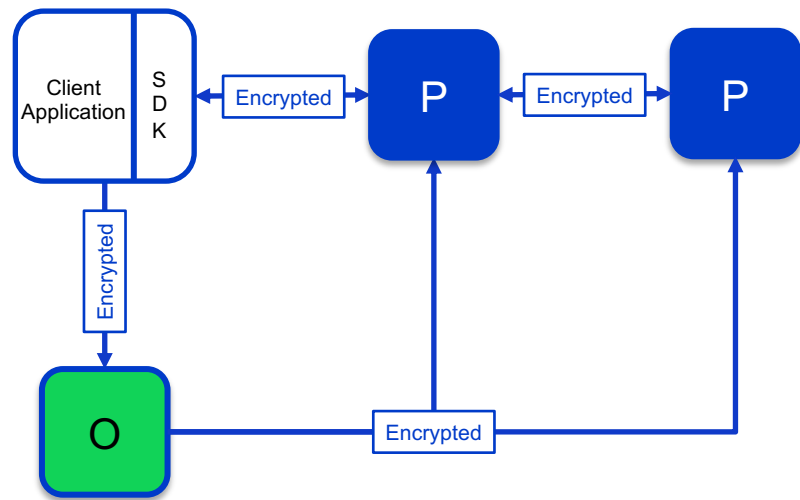 Client
Application
S
D
K
Encrypted
P
Encrypted
P
Encrypted
O
Encrypted